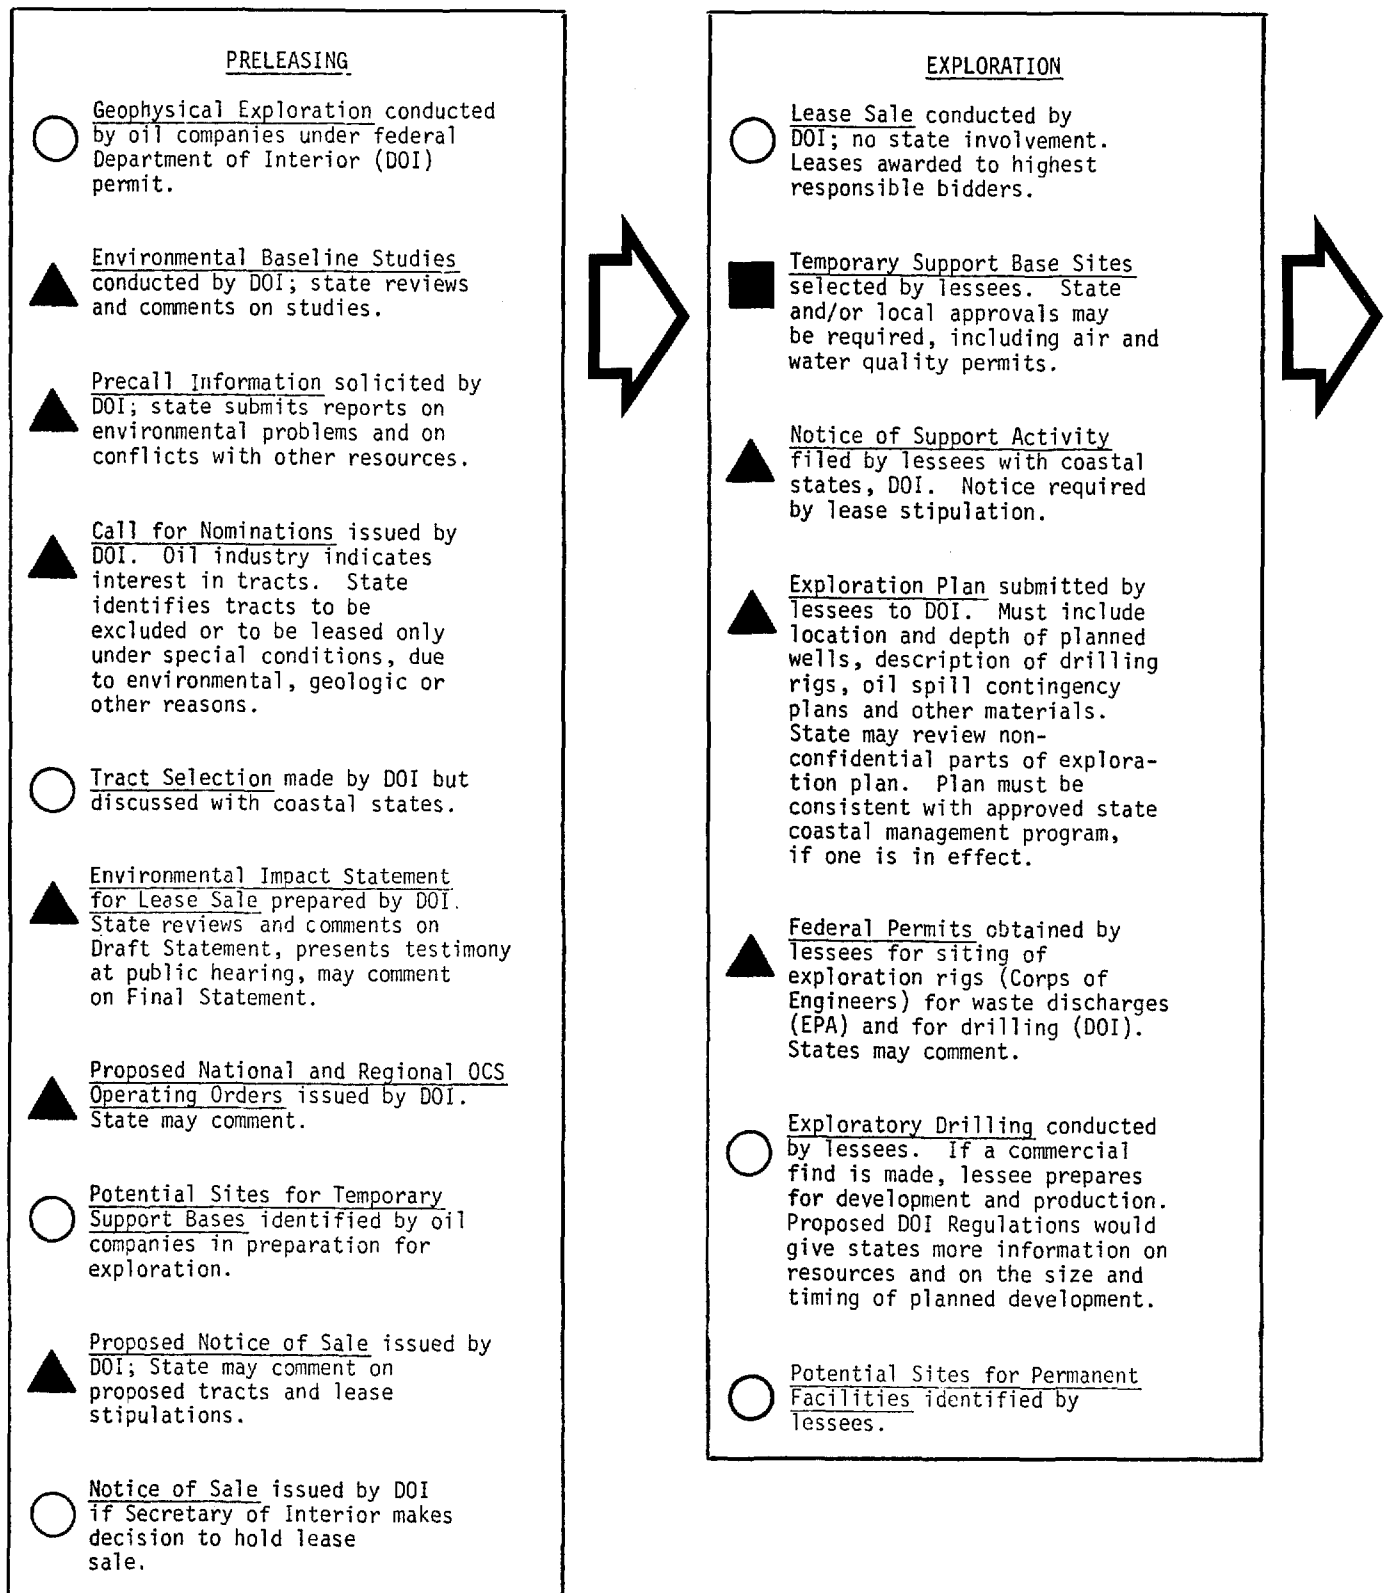 PRELEASING
Geophysical Exploration conducted
by oil companies under federal
Department of Interior (DOI)
permit.
Environmental Baseline Studies
conducted by DOI; state reviews
and comments on studies.
Precall Information solicited by
DOI; state submits reports on
environmental problems and on
conflicts with other resources.
Call for Nominations issued by
DOI. Oil industry indicates
interest in tracts. State
identifies tracts to be
excluded or to be leased only
under special conditions, due
to environmental, geologic or
other reasons.
Tract Selection made by DOI but
discussed with coastal states.
Environmental Impact Statement
for Lease Sale prepared by DOI.
State reviews and comments on
Draft Statement, presents testimony
at public hearing, may comment
on Final Statement.
Proposed National and Regional OCS
Operating Orders issued by DOI.
State may comment.
Potential Sites for Temporary
Support Bases identified by oil
companies in preparation for
exploration.
Proposed Notice of Sale issued by
DOI; State may comment on
proposed tracts and lease
stipulations.
Notice of Sale issued by DOI
if Secretary of Interior makes
decision to hold lease
sale.
EXPLORATION
Lease Sale conducted by
DOI; no state involvement.
Leases awarded to highest
responsible bidders.
Temporary Support Base Sites
selected by lessees. State
and/or local approvals may
be required, including air and
water quality permits.
Notice of Support Activity
filed by lessees with coastal
states, DOI. Notice required
by lease stipulation.
Exploration Plan submitted by
lessees to DOI. Must include
location and depth of planned
wells, description of drilling
rigs, oil spill contingency
plans and other materials.
State may review non-
confidential parts of explora-
tion plan. Plan must be
consistent with approved state
coastal management program,
if one is in effect.
Federal Permits obtained by
lessees for siting of
exploration rigs (Corps of
Engineers) for waste discharges
(EPA) and for drilling (DOI).
States may comment.
Exploratory Drilling conducted
by lessees. If a commercial
find is made, lessee prepares
for development and production.
Proposed DOI Regulations would
give states more information on
resources and on the size and
timing of planned development.
Potential Sites for Permanent
Facilities identified by
lessees.